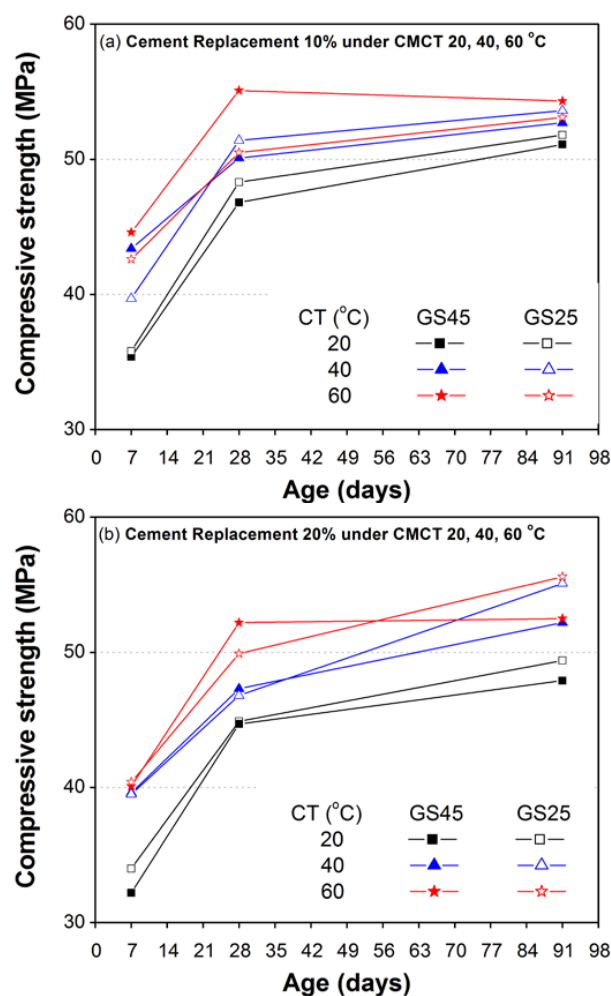 60
(a) Cement Replacement 10% under CMCT 20, 40, 60 °C
50
40
30
Compressive strength (MPa)
CT (°C) GS45 GS25
20
40
60
0 7 14 21 28 35 42 49 56 63 70 77 84 91 98
Age (days)
60
(b) Cement Replacement 20% under CMCT 20, 40, 60 °C
50
40
30
Compressive strength (MPa)
CT (°C) GS45 GS25
20
40
60
0 7 14 21 28 35 42 49 56 63 70 77 84 91 98
Age (days)